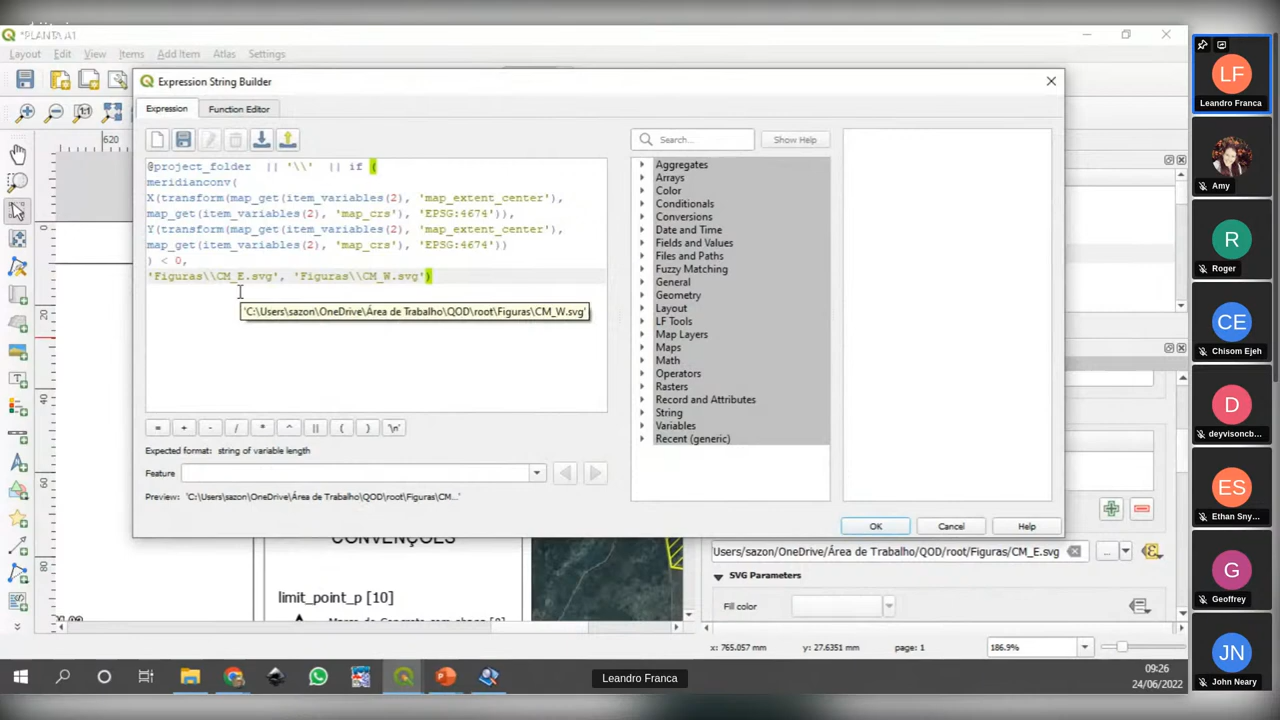 *PLANTA A1
Layout Edit View Items Add Item Atlas Settings
Expression String Builder
Expression Function Editor
Search... Show Help
@project_folder || '\\' || if (
meridianconv(
X(transform(map_get(item_variables(2), 'map_extent_center'),
map_get(item_variables(2), 'map_crs'), 'EPSG:4674')),
Y(transform(map_get(item_variables(2), 'map_extent_center'),
map_get(item_variables(2), 'map_crs'), 'EPSG:4674'))
) < 0,
'Figuras\\CM_E.svg', 'Figuras\\CM_W.svg')
'C:\Users\sazon\OneDrive\Área de Trabalho\QOD\root\Figuras\CM_W.svg'
Aggregates
Arrays
Color
Conditionals
Conversions
Date and Time
Fields and Values
Files and Paths
Fuzzy Matching
General
Geometry
Layout
LF Tools
Map Layers
Maps
Math
Operators
Rasters
Record and Attributes
String
Variables
Recent (generic)
= + - / * ^ || ( ) '\n'
Expected format: string of variable length
Feature
Preview: 'C:\Users\sazon\OneDrive\Área de Trabalho\QOD\root\Figuras\CM...'
OK Cancel Help
620
0
20
40
60
80
CONVENÇÕES
limit_point_p [10]
Users/sazon/OneDrive/Área de Trabalho/QOD/root/Figuras/CM_E.svg
...
SVG Parameters
Fill color
x: 765.057 mm y: 27.6351 mm page: 1 186.9%
09:26
24/06/2022
Leandro Franca
LF
Leandro Franca
Amy
R
Roger
CE
Chisom Ejeh
D
deyvisoncb...
ES
Ethan Sny...
G
Geoffrey
JN
John Neary